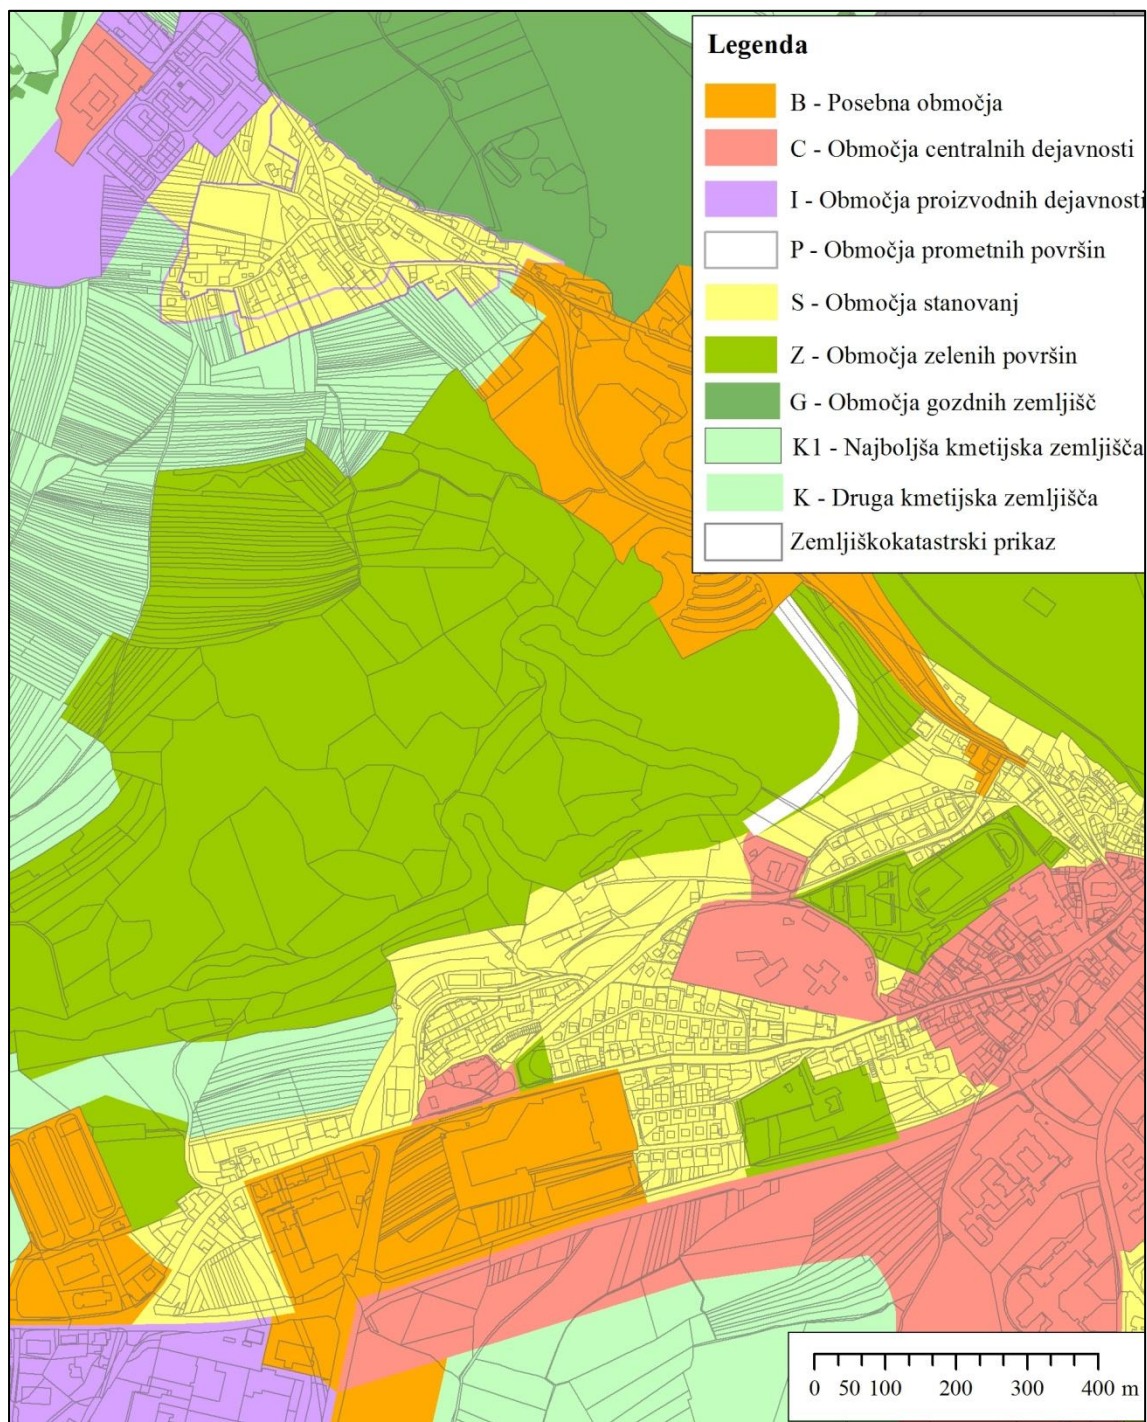 Legenda
B - Posebna območja
C - Območja centralnih dejavnosti
I - Območja proizvodnih dejavnosti
P - Območja prometnih površin
S - Območja stanovanj
Z - Območja zelenih površin
G - Območja gozdnih zemljišč
K1 - Najboljša kmetijska zemljišča
K - Druga kmetijska zemljišča
Zemljiškokatastrski prikaz
0 50 100 200 300 400 m